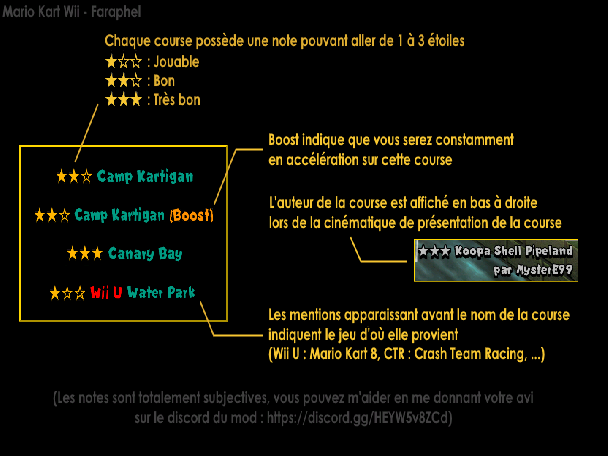 Mario Kart Wii - Faraphel
Chaque course possède une note pouvant aller de 1 à 3 étoiles
★☆☆ : Jouable
★★☆ : Bon
★★★ : Très bon
★★☆ Camp Kartigan
★★☆ Camp Kartigan (Boost)
★★★ Canary Bay
★☆☆ Wii U Water Park
Boost indique que vous serez constamment
en accélération sur cette course
L'auteur de la course est affiché en bas à droite
lors de la cinématique de présentation de la course
★★★ Koopa Shell Pipeland
par MysterE99
Les mentions apparaissant avant le nom de la course
indiquent le jeu d'où elle provient
(Wii U : Mario Kart 8, CTR : Crash Team Racing, ...)
(Les notes sont totalement subjectives, vous pouvez m'aider en me donnant votre avi
sur le discord du mod : https://discord.gg/HEYW5v8ZCd)